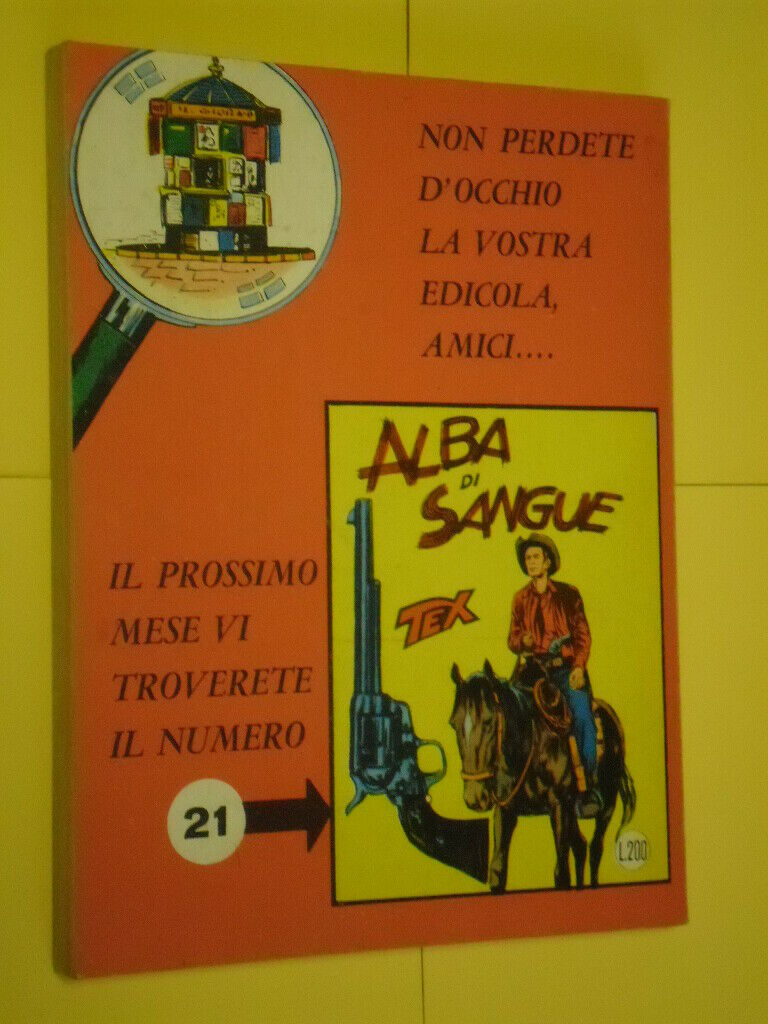 NON PERDETE
D'OCCHIO
LA VOSTRA
EDICOLA,
AMICI....
ALBA
DI
SANGUE
TEX
IL PROSSIMO
MESE VI
TROVERETE
IL NUMERO
21
L.200